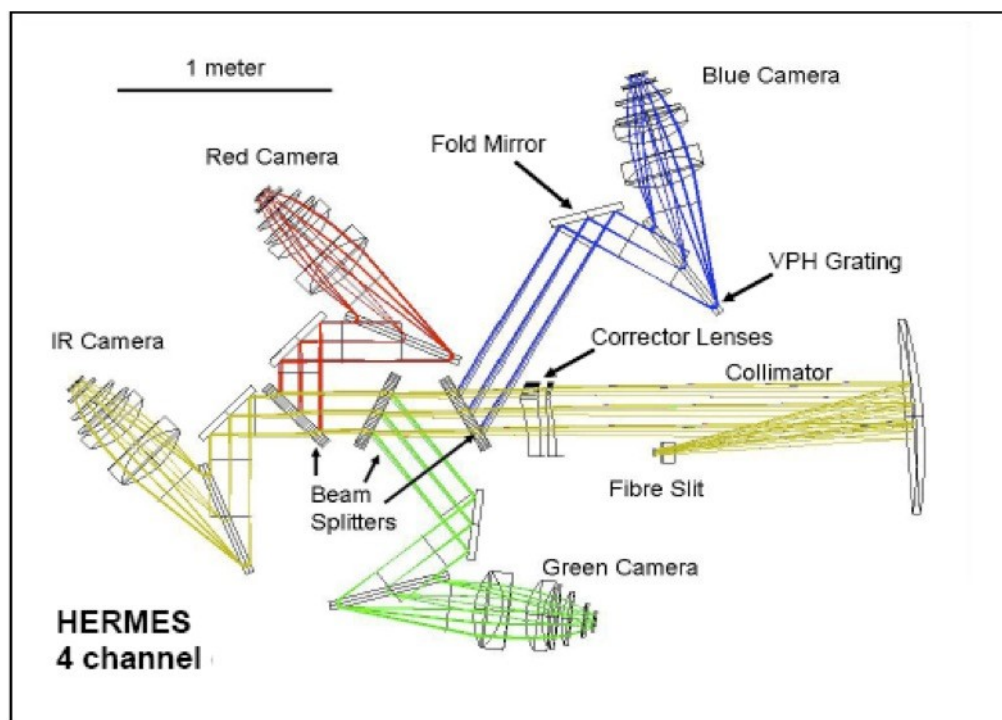 1 meter
Blue Camera
Fold Mirror
Red Camera
VPH Grating
IR Camera
Corrector Lenses
Collimator
Beam
Splitters
Fibre Slit
Green Camera
HERMES
4 channel